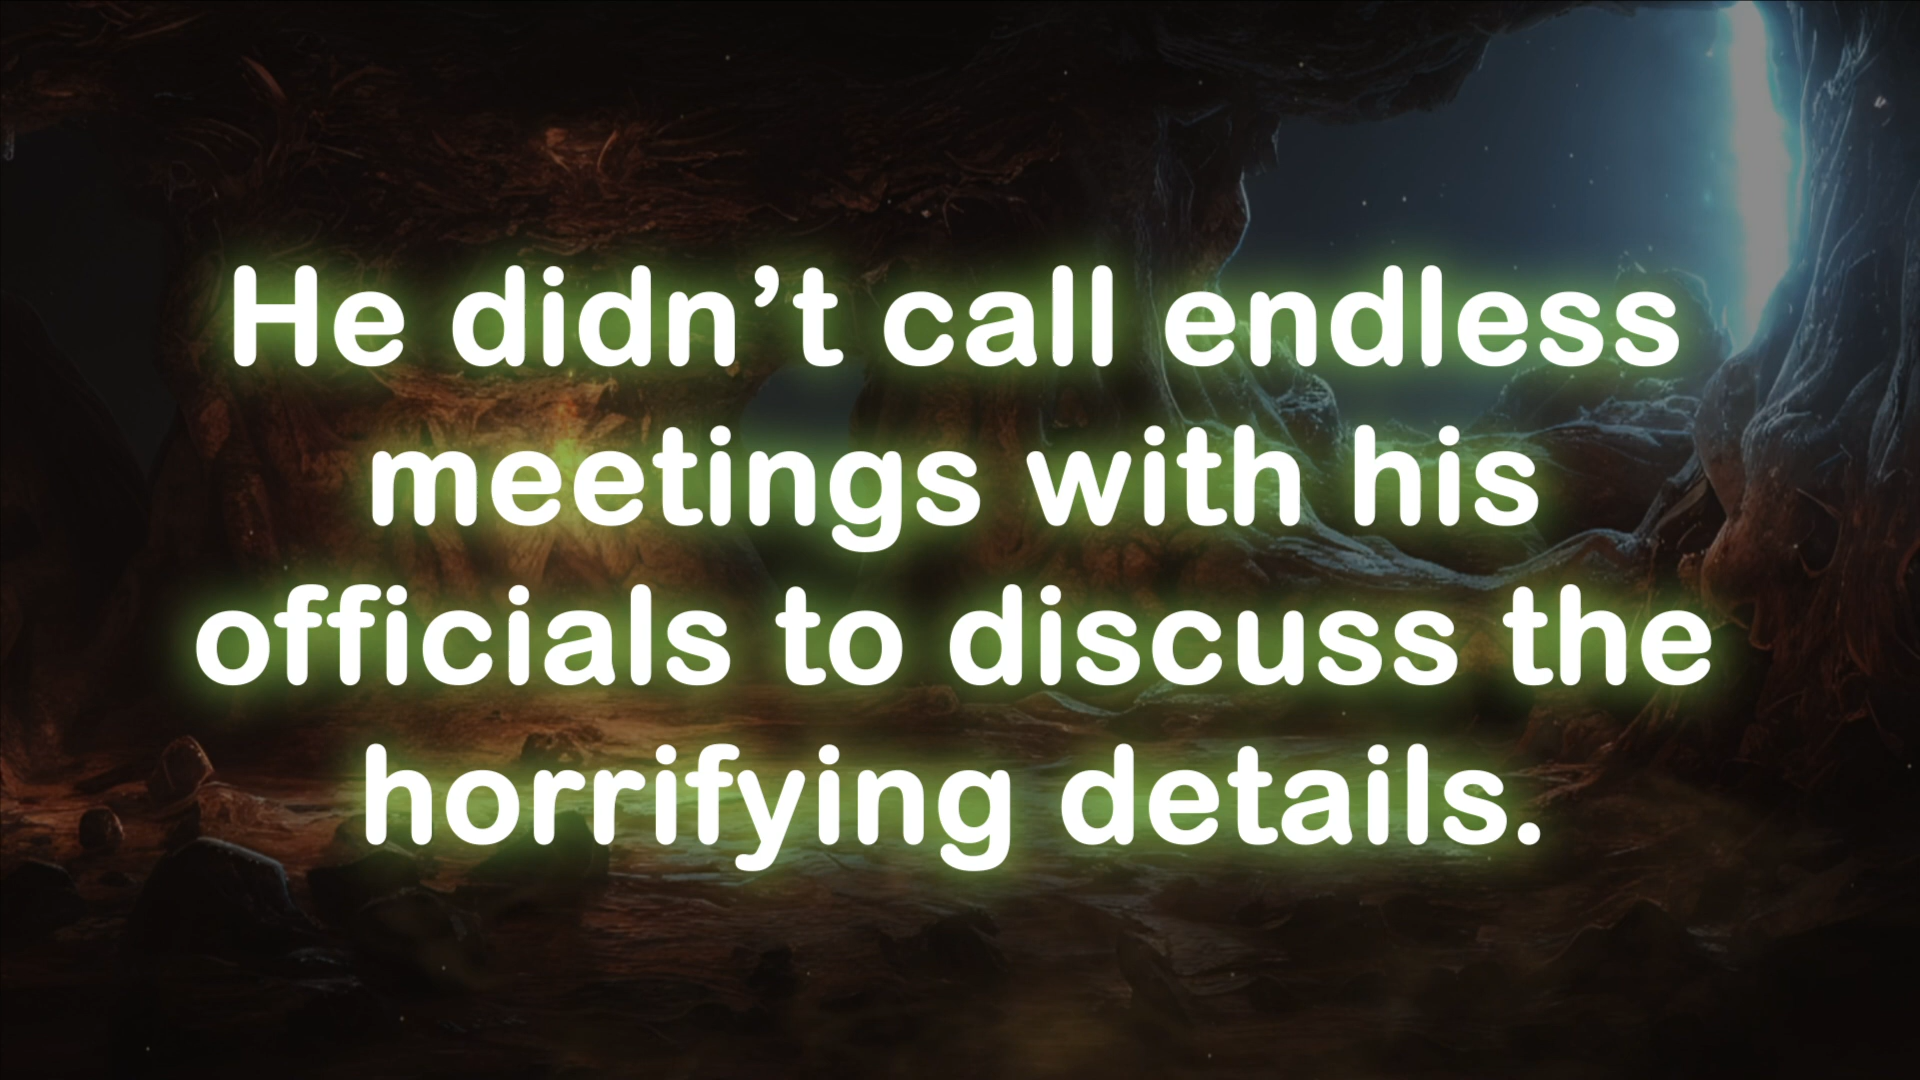 He didn’t call endless
meetings with his
officials to discuss the
horrifying details.